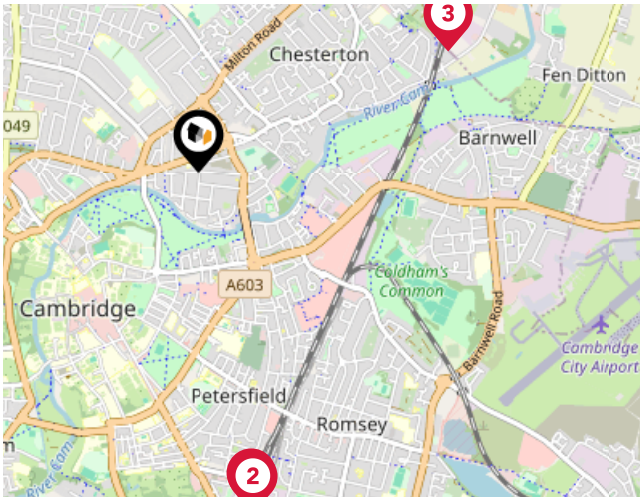 3
Milton Road
Chesterton
Fen Ditton
River Cam
049
Barnwell
Coldham's
Common
A603
Cambridge
Barnwell Road
Cambridge
City Airport
Petersfield
Romsey
m
River Cam
2